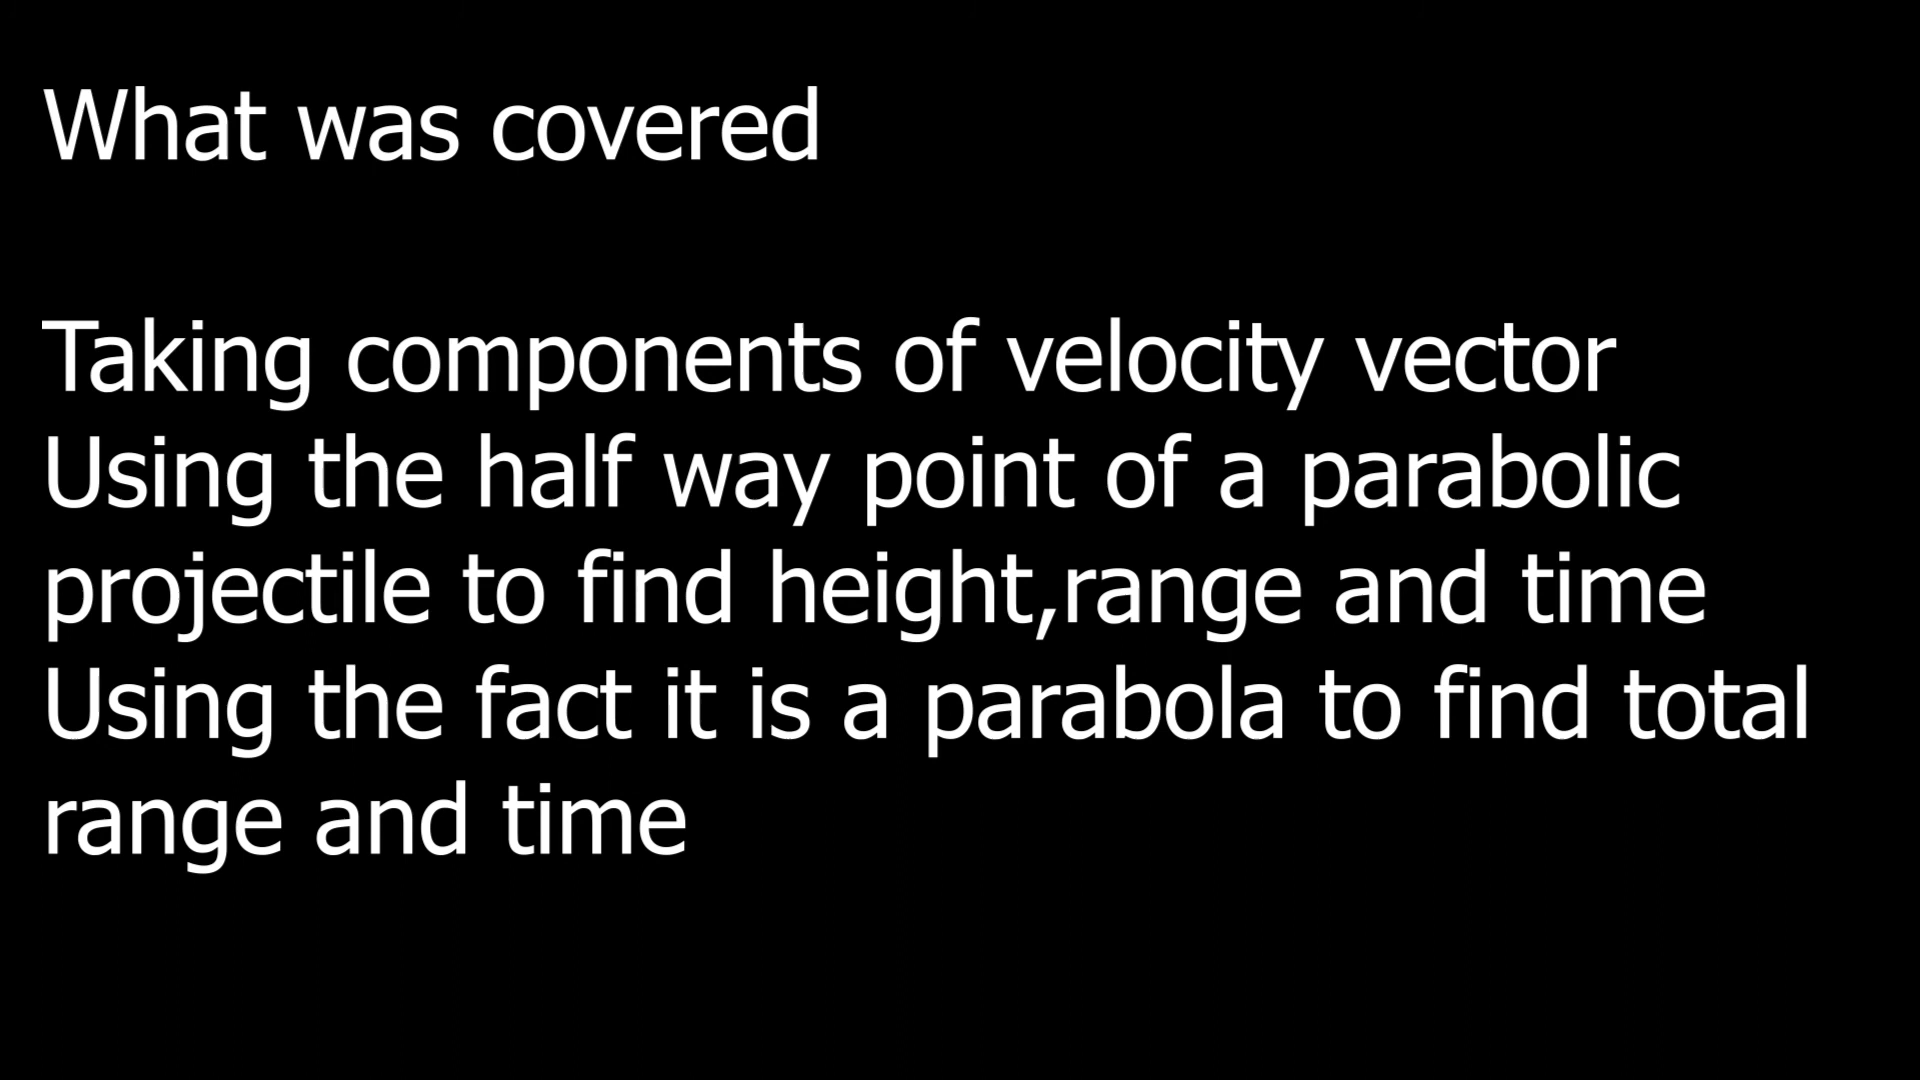 What was covered
Taking components of velocity vector
Using the half way point of a parabolic
projectile to find height,range and time
Using the fact it is a parabola to find total
range and time